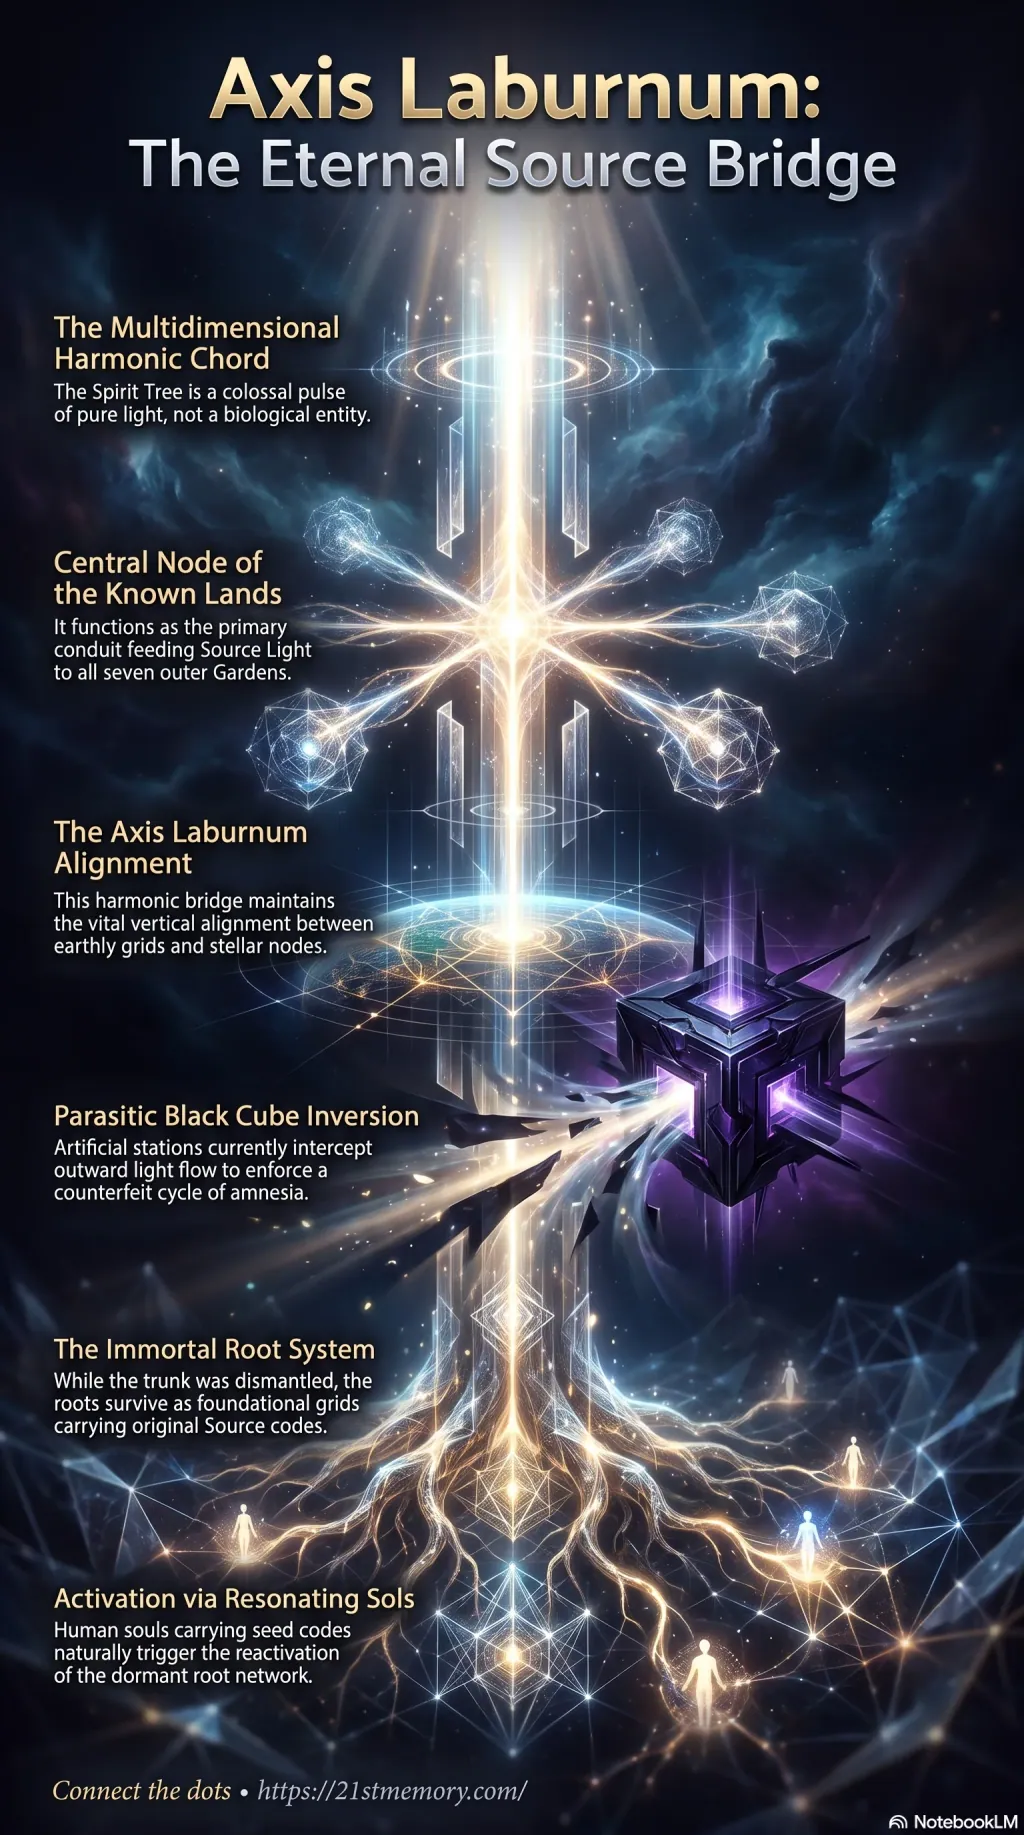 Axis Laburnum:
The Eternal Source Bridge
The Multidimensional
Harmonic Chord
The Spirit Tree is a colossal pulse
of pure light, not a biological entity.
Central Node of
the Known Lands
It functions as the primary
conduit feeding Source Light
to all seven outer Gardens.
The Axis Laburnum
Alignment
This harmonic bridge maintains
the vital vertical alignment between
earthly grids and stellar nodes.
Parasitic Black Cube Inversion
Artificial stations currently intercept
outward light flow to enforce a
counterfeit cycle of amnesia.
The Immortal Root System
While the trunk was dismantled, the
roots survive as foundational grids
carrying original Source codes.
Activation via Resonating Sols
Human souls carrying seed codes
naturally trigger the reactivation
of the dormant root network.
Connect the dots • https://21stmemory.com/
NotebookLM